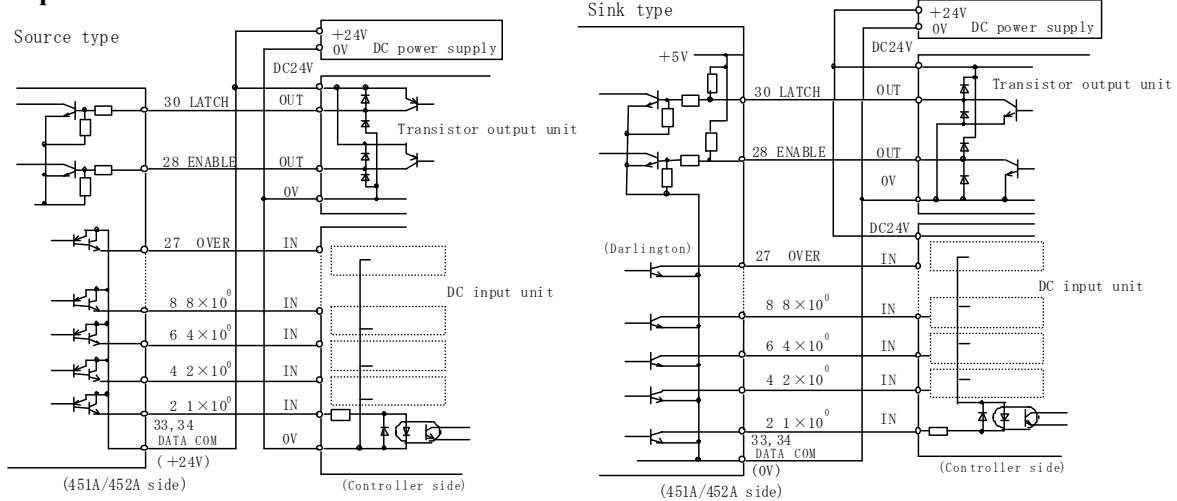 Source type
+24V
0V DC power supply
DC24V
30 LATCH OUT
Transistor output unit
28 ENABLE OUT
0V
27 OVER IN
DC input unit
8 8×10⁰ IN
6 4×10⁰ IN
4 2×10⁰ IN
2 1×10⁰ IN
33,34
DATA COM 0V
(+24V)
(451A/452A side) (Controller side)
Sink type
+24V
0V DC power supply
+5V DC24V
30 LATCH OUT
Transistor output unit
28 ENABLE OUT
0V
DC24V
(Darlington) 27 OVER IN
DC input unit
8 8×10⁰ IN
6 4×10⁰ IN
4 2×10⁰ IN
2 1×10⁰ IN
33,34
DATA COM
(0V)
(451A/452A side) (Controller side)